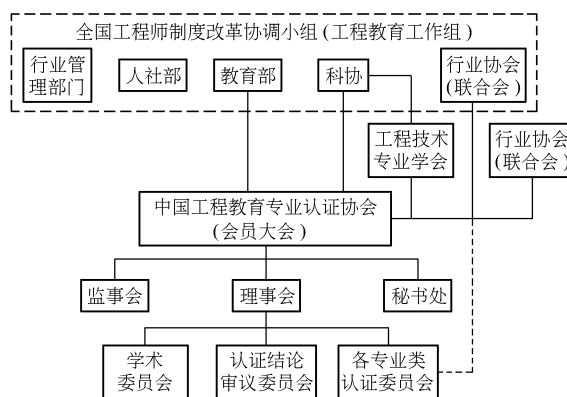 全国工程师制度改革协调小组(工程教育工作组)
行业管
理部门
人社部
教育部
科协
行业协会
(联合会)
工程技术
专业学会
行业协会
(联合会)
中国工程教育专业认证协会
(会员大会)
监事会
理事会
秘书处
学术
委员会
认证结论
审议委员会
各专业类
认证委员会